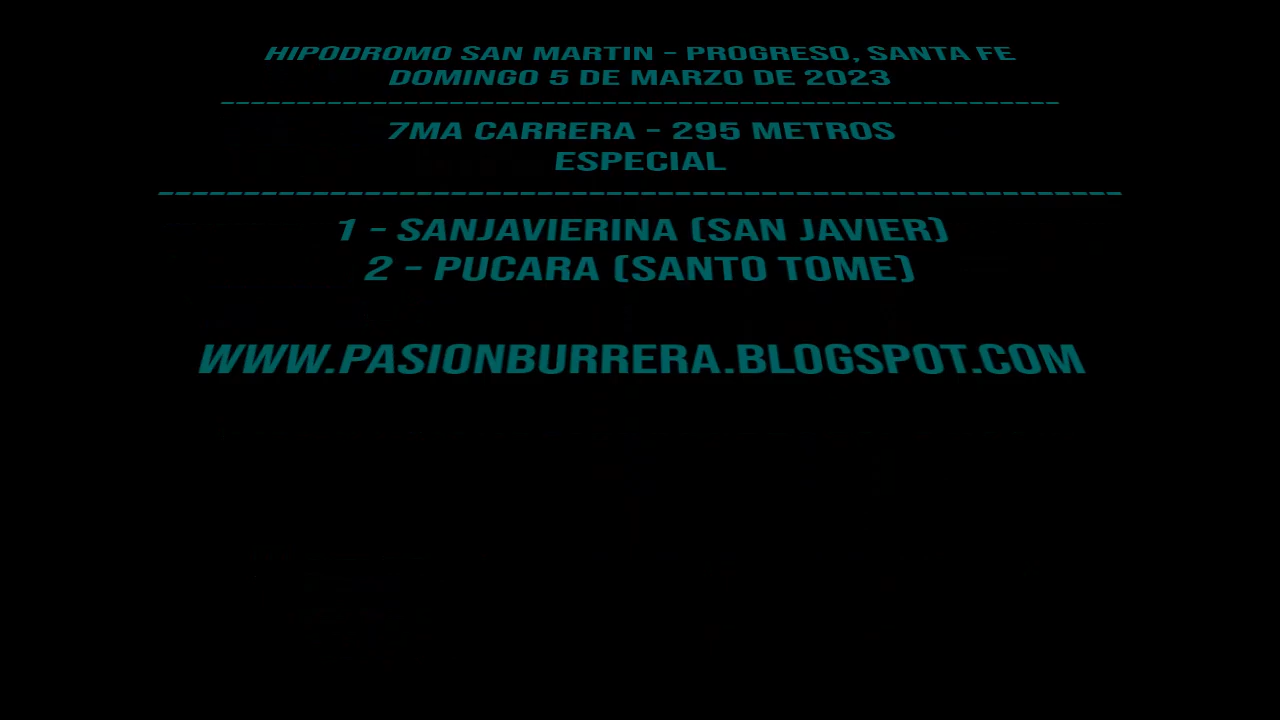 HIPODROMO SAN MARTIN - PROGRESO, SANTA FE
DOMINGO 5 DE MARZO DE 2023
--------------------------------------------------------
7MA CARRERA - 295 METROS
ESPECIAL
--------------------------------------------------------
1 - SANJAVIERINA (SAN JAVIER)
2 - PUCARA (SANTO TOME)
WWW.PASIONBURRERA.BLOGSPOT.COM